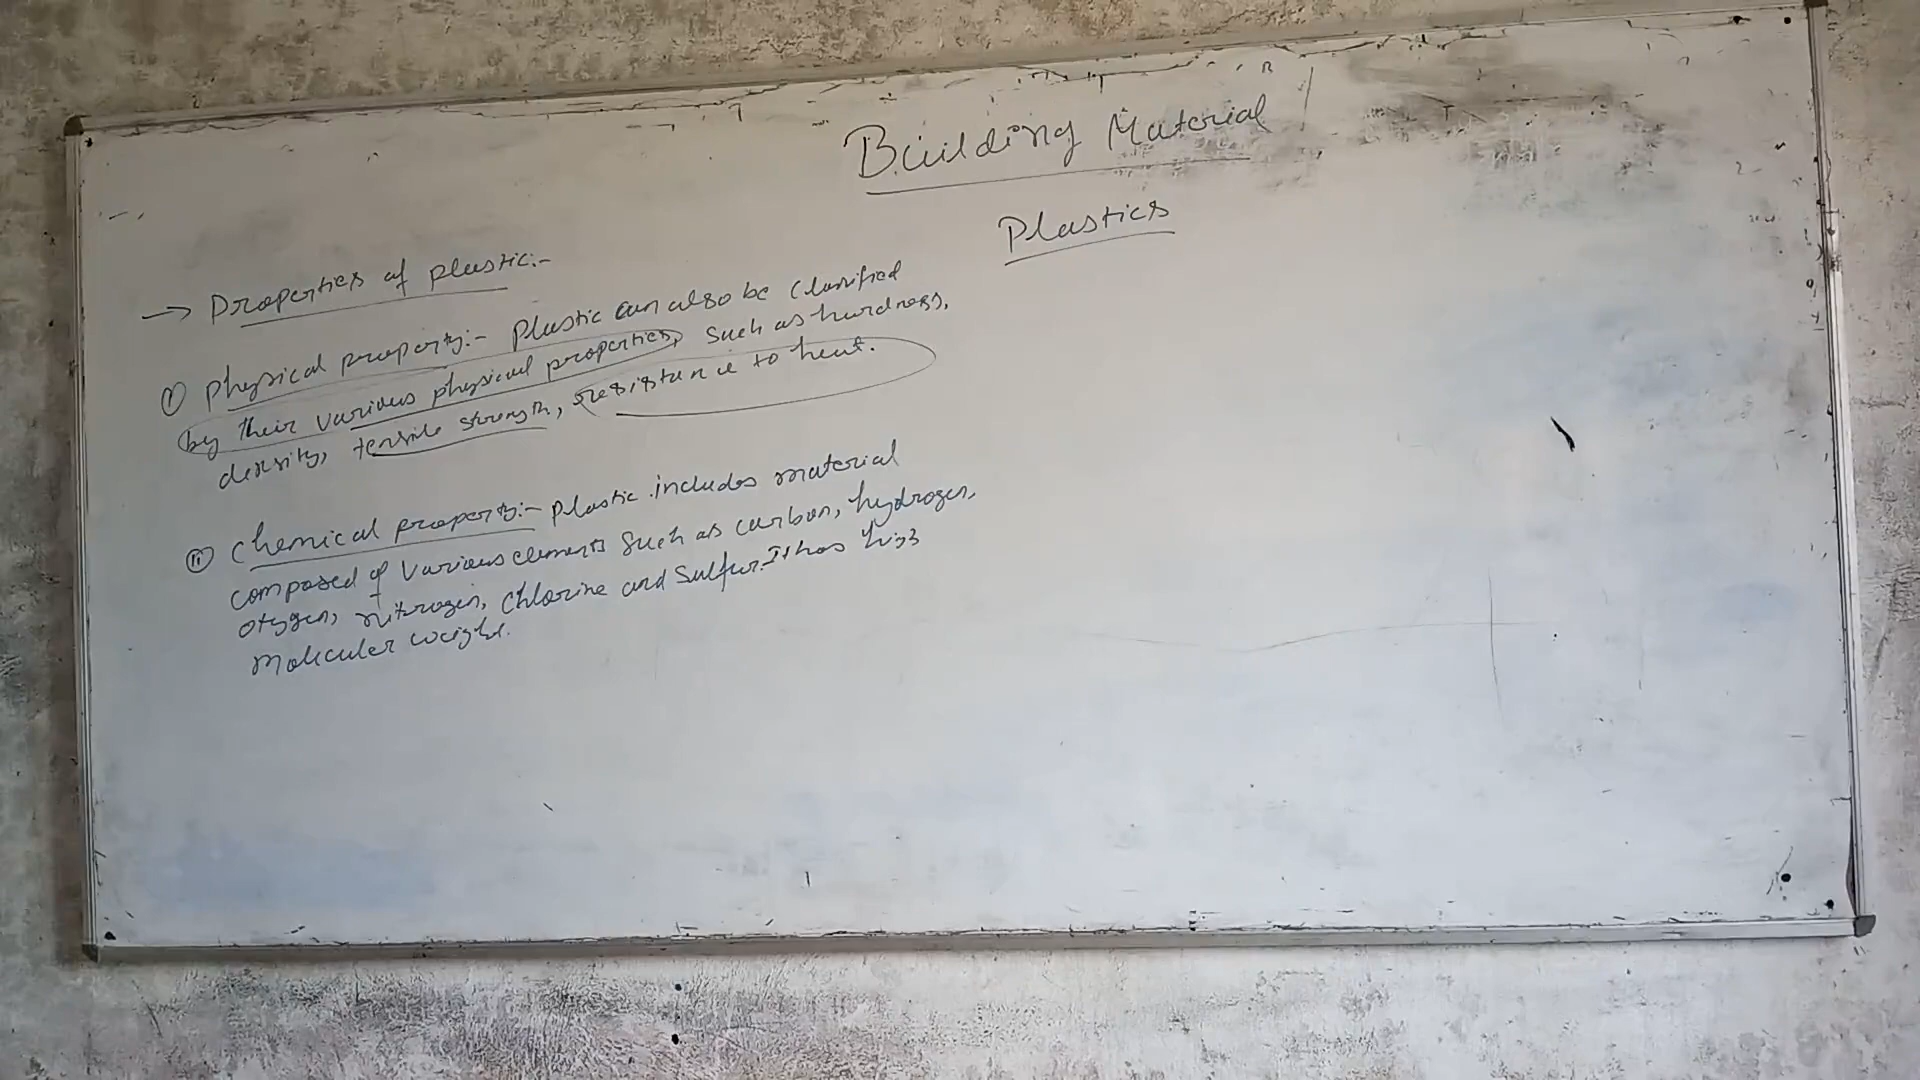 Building Material
Plastics
→ Properties of plastic:-
(i) Physical property:- Plastic can also be classified
by their various physical properties, such as hardness,
density, tensile strength, resistance to heat.
(ii) Chemical property:- Plastic includes material
composed of various elements such as carbon, hydrogen,
oxygen, nitrogen, chlorine and sulfur. It has high
molecular weight.